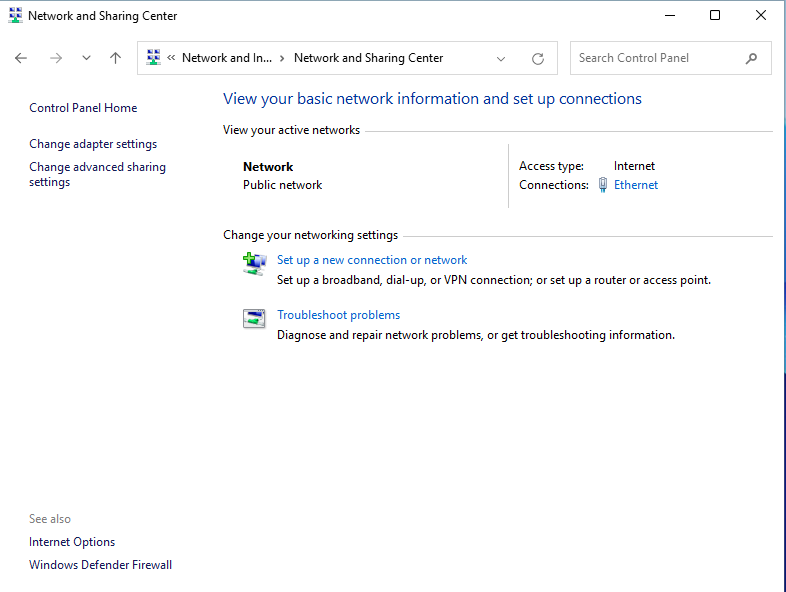 Network and Sharing Center
« Network and In... › Network and Sharing Center
Search Control Panel
Control Panel Home
Change adapter settings
Change advanced sharing
settings
View your basic network information and set up connections
View your active networks
Network
Public network
Access type: Internet
Connections: Ethernet
Change your networking settings
Set up a new connection or network
Set up a broadband, dial-up, or VPN connection; or set up a router or access point.
Troubleshoot problems
Diagnose and repair network problems, or get troubleshooting information.
See also
Internet Options
Windows Defender Firewall